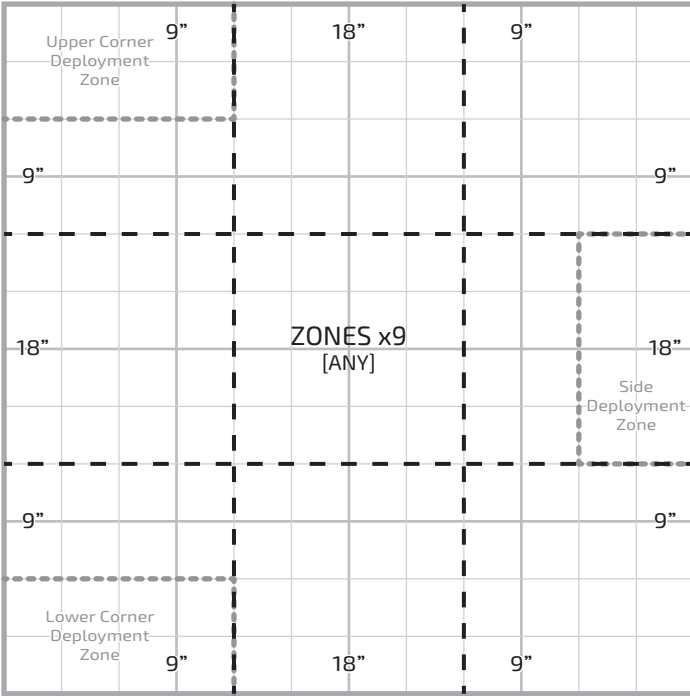 9” 18” 9”
Upper Corner
Deployment
Zone
9” 9”
ZONES x9
[ANY]
18” 18”
Side
Deployment
Zone
9” 9”
Lower Corner
Deployment
Zone
9” 18” 9”